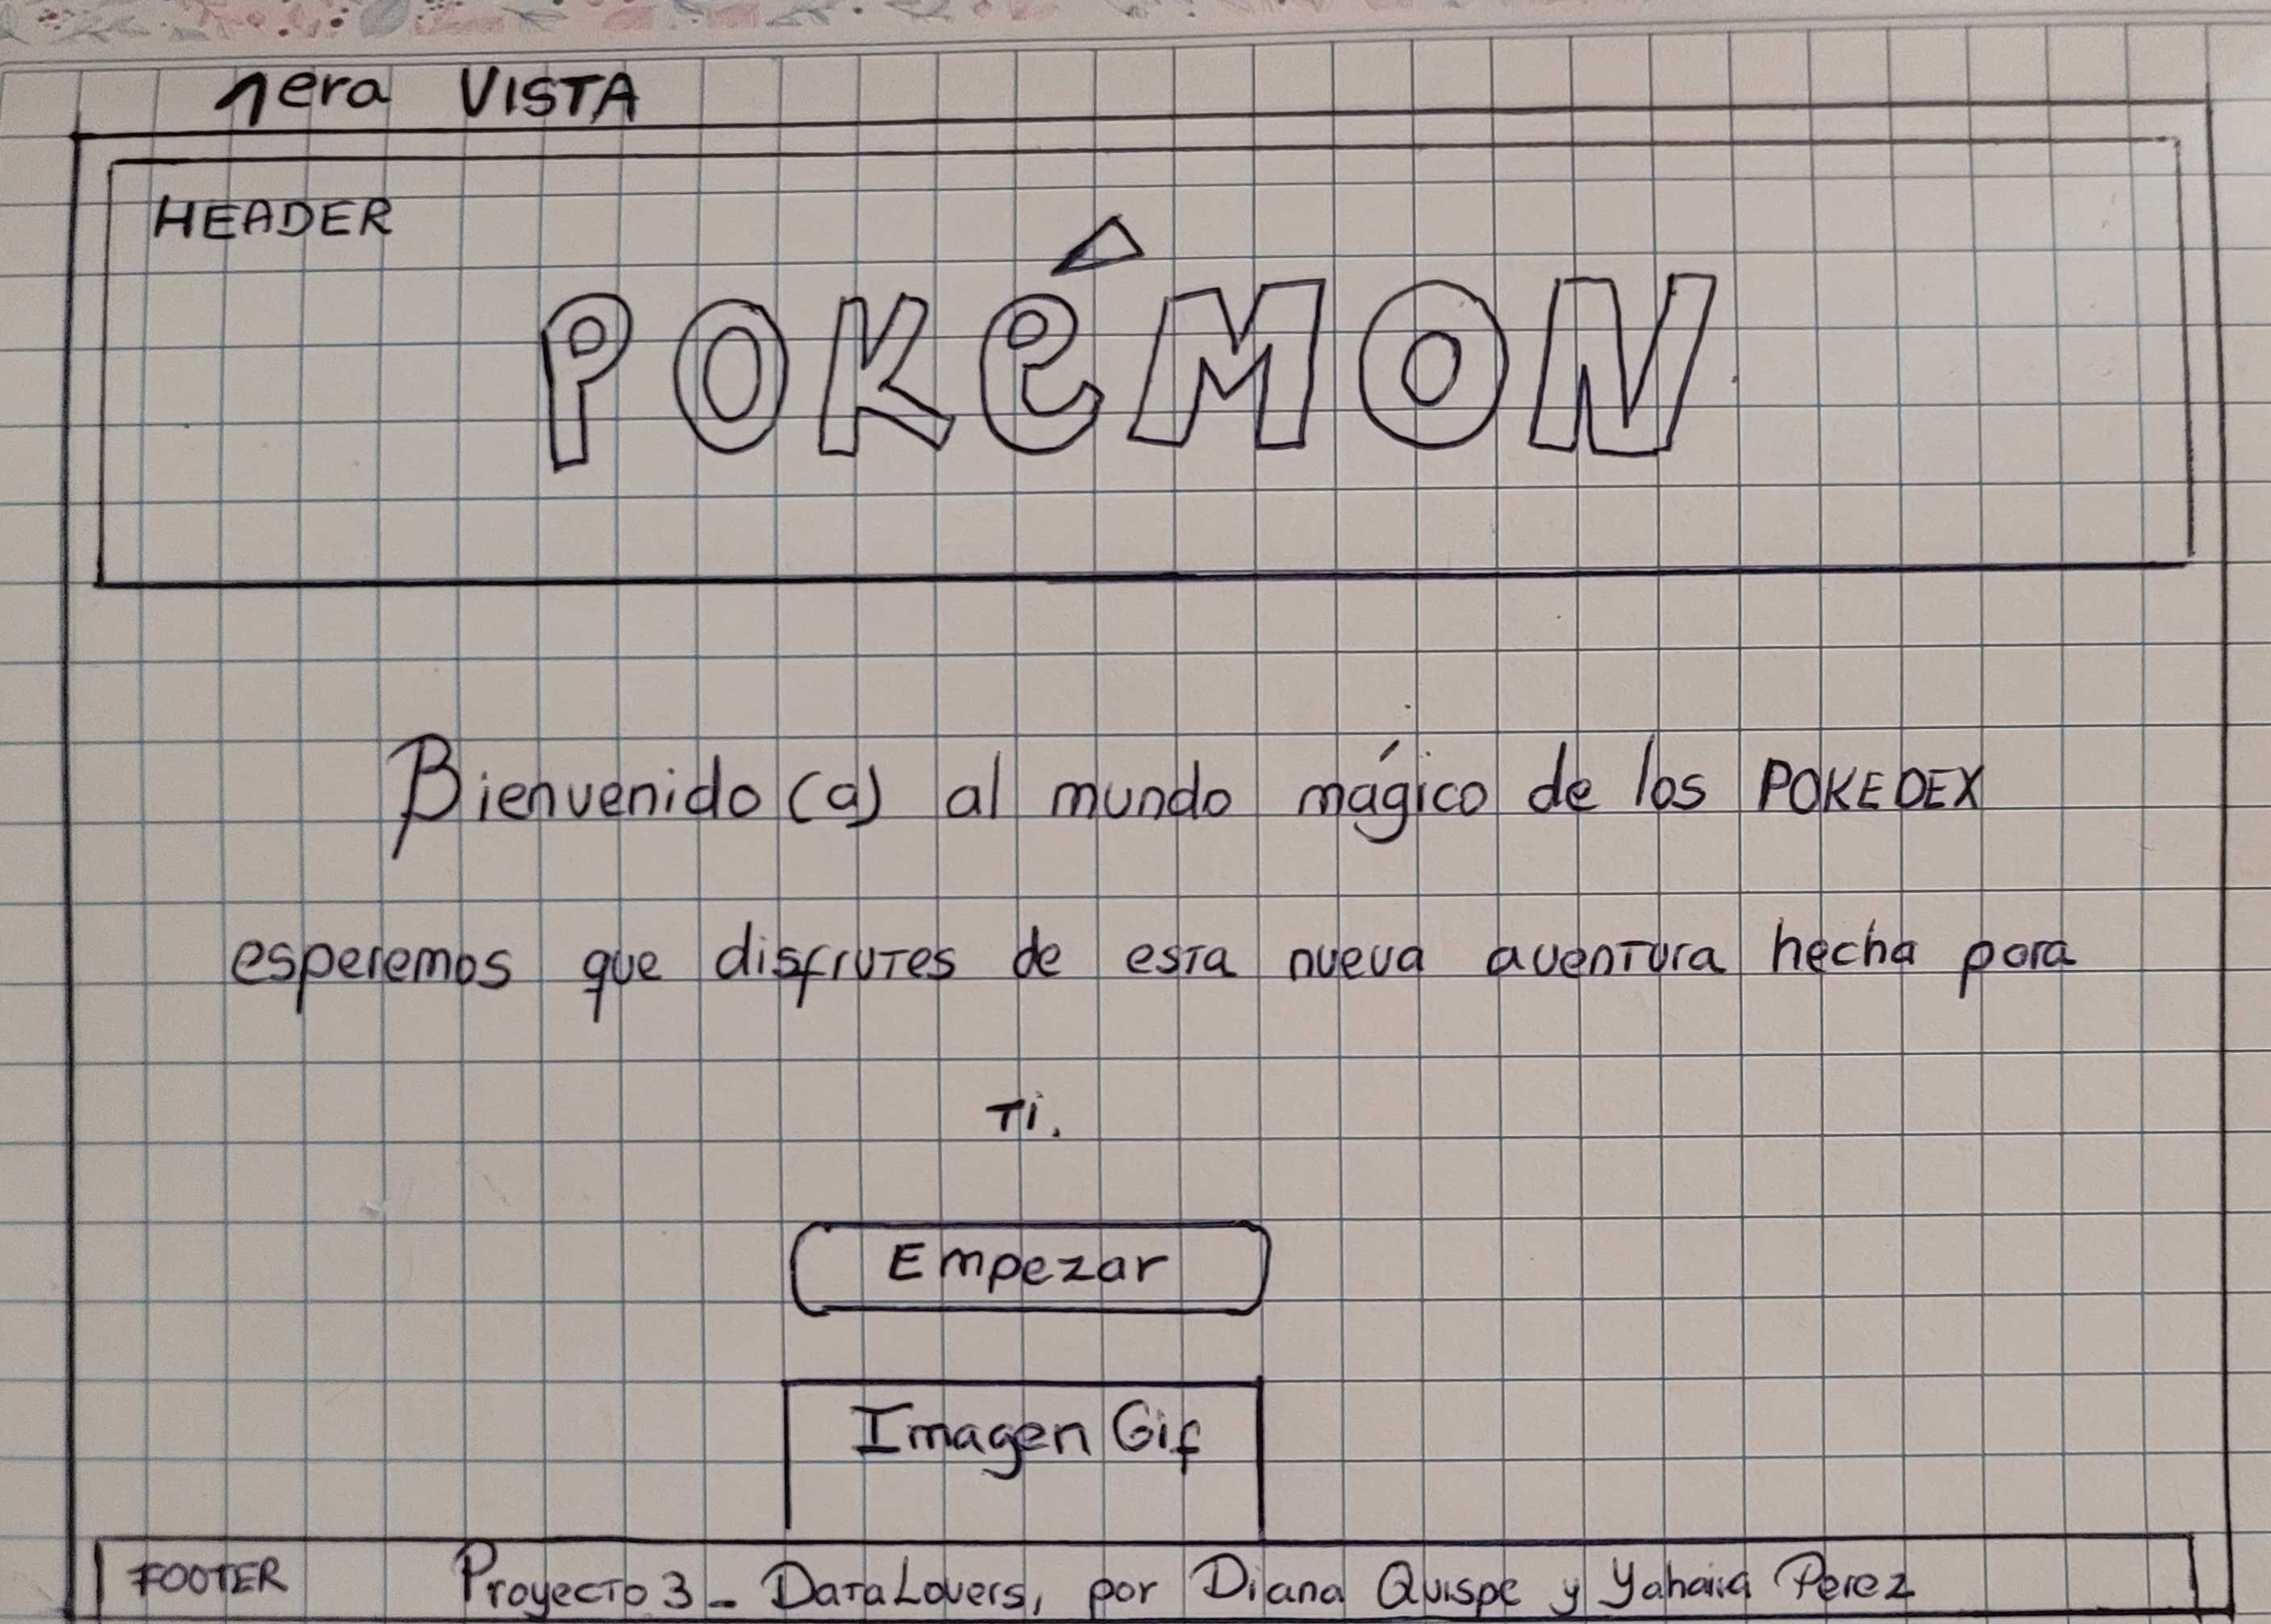 1era VISTA
HEADER
POKéMON
Bienvenido (a) al mundo mágico de los POKEDEX
esperemos que disfrutes de esta nueva aventura hecha para
Ti.
Empezar
Imagen Gif
FOOTER Proyecto 3 - DataLovers, por Diana Quispe y Yahaira Perez